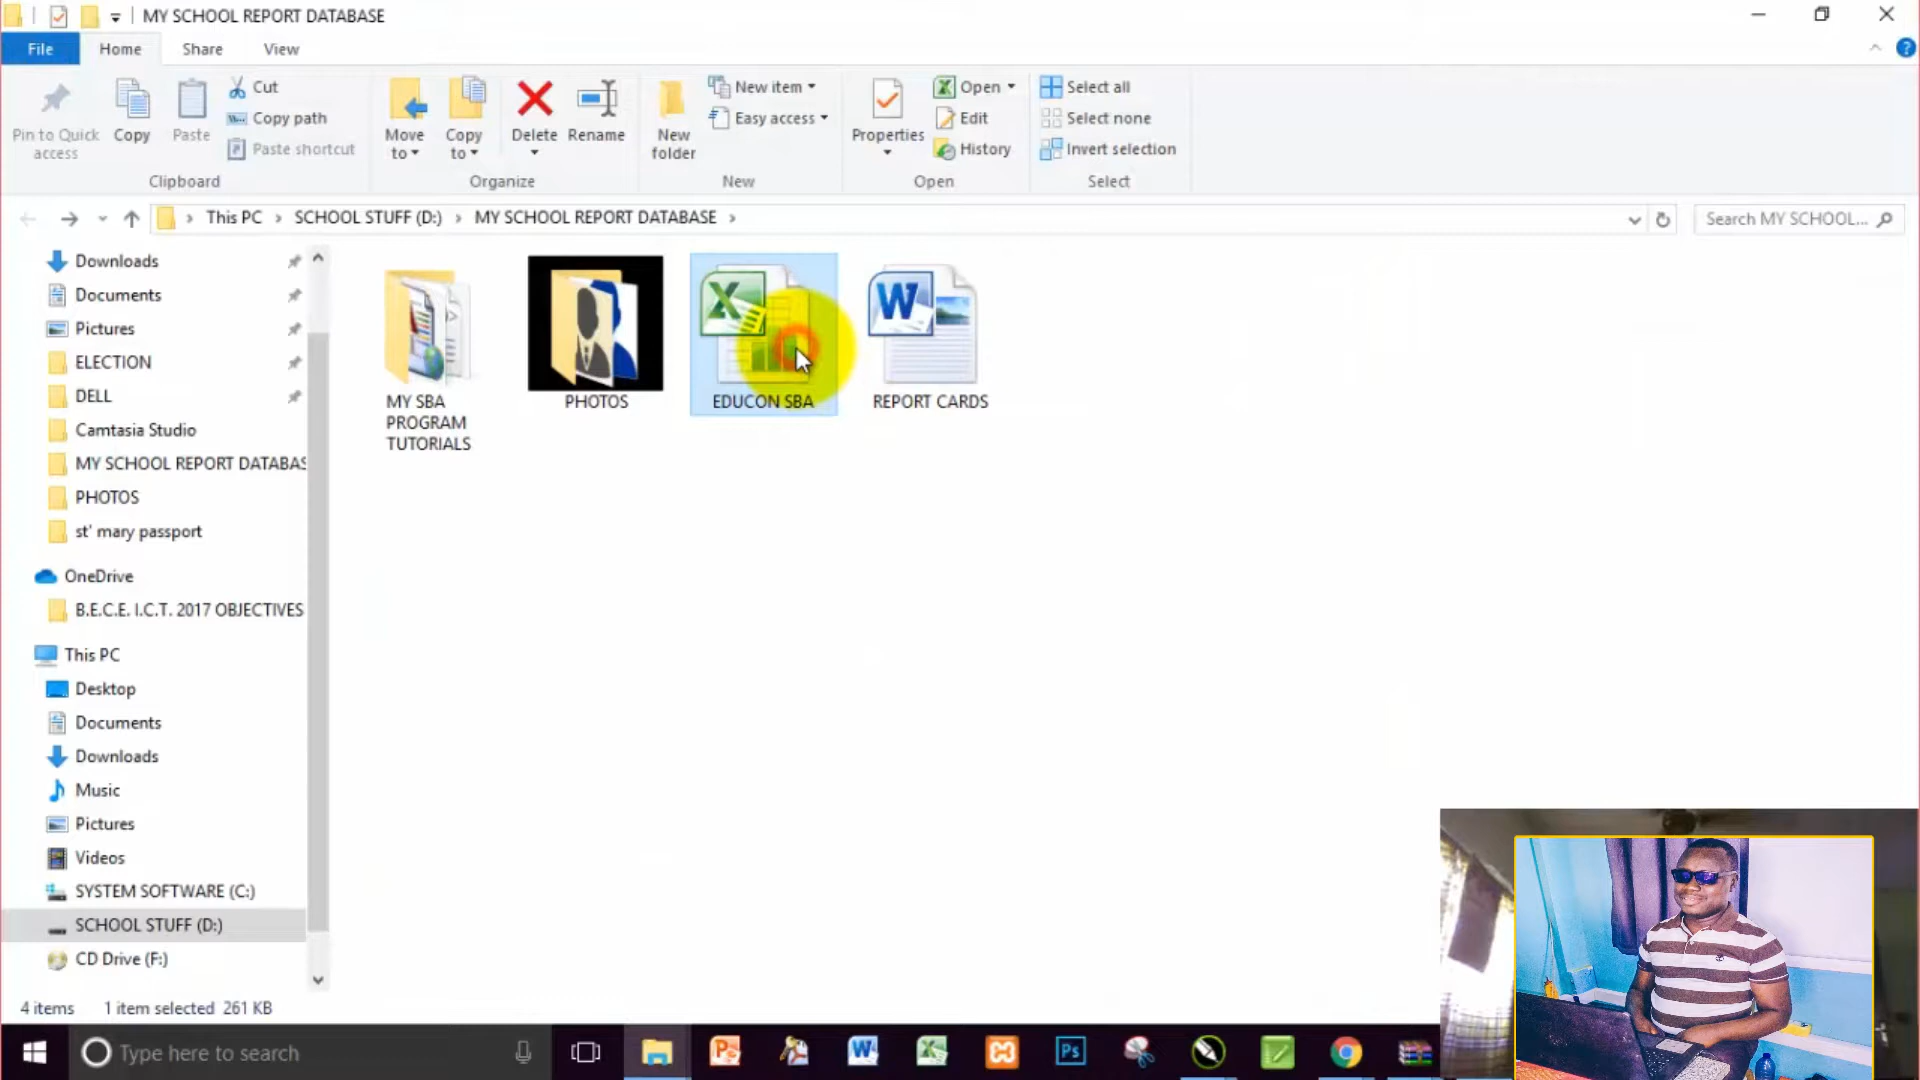 MY SCHOOL REPORT DATABASE
File
Home
Share
View
Pin to Quick
access
Copy
Paste
Cut
Copy path
Paste shortcut
Clipboard
Move
to
Copy
to
Delete
Rename
Organize
New
folder
New item
Easy access
New
Properties
Open
Edit
History
Open
Select all
Select none
Invert selection
Select
This PC > SCHOOL STUFF (D:) > MY SCHOOL REPORT DATABASE >
Search MY SCHOOL...
Downloads
Documents
Pictures
ELECTION
DELL
Camtasia Studio
MY SCHOOL REPORT DATABAS
PHOTOS
st' mary passport
OneDrive
B.E.C.E. I.C.T. 2017 OBJECTIVES
This PC
Desktop
Documents
Downloads
Music
Pictures
Videos
SYSTEM SOFTWARE (C:)
SCHOOL STUFF (D:)
CD Drive (F:)
MY SBA
PROGRAM
TUTORIALS
PHOTOS
EDUCON SBA
REPORT CARDS
4 items
1 item selected 261 KB
Type here to search